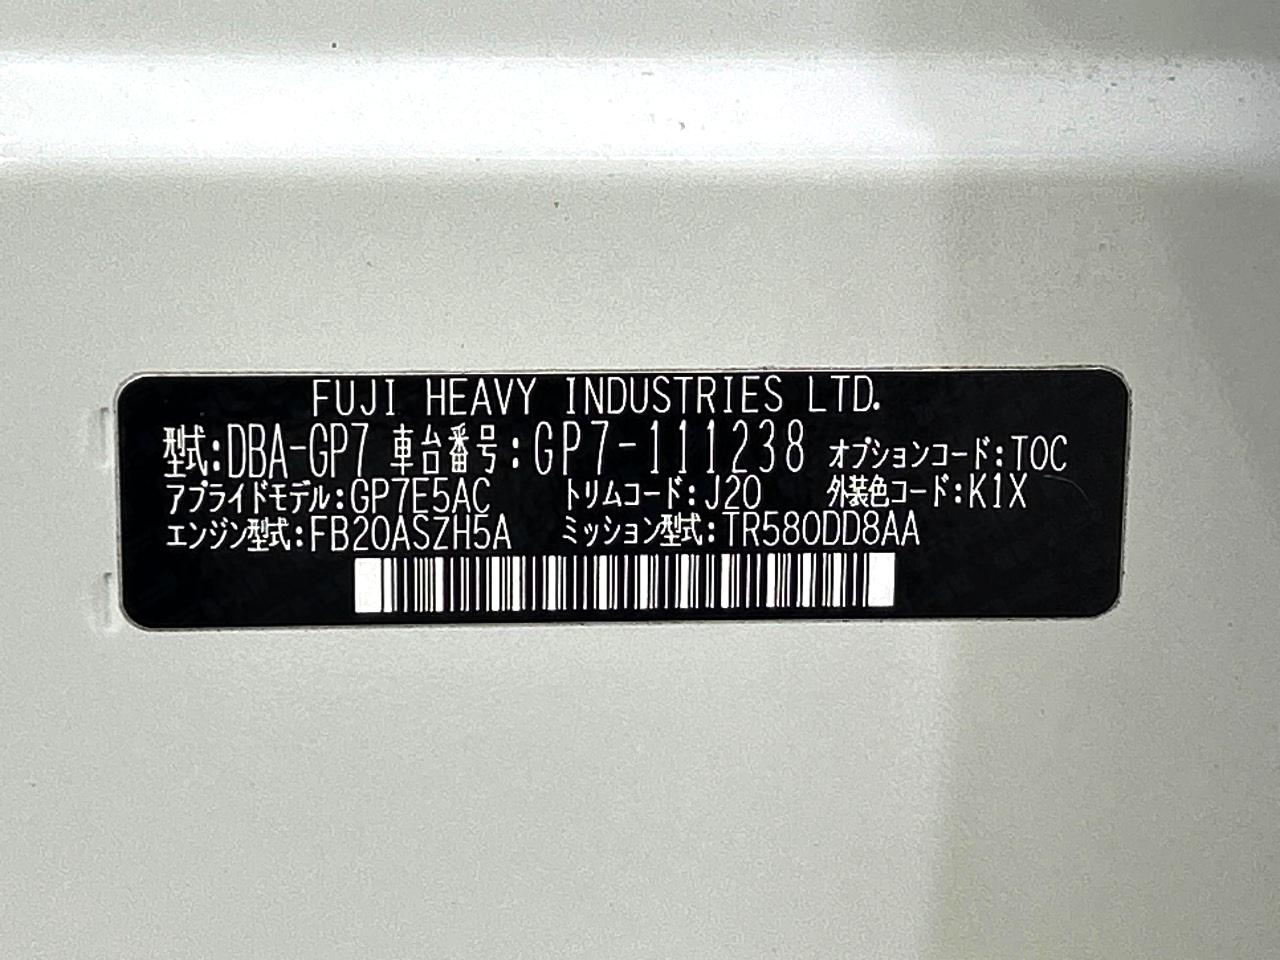 FUJI HEAVY INDUSTRIES LTD.
型式:DBA-GP7 車台番号:GP7-111238 オプションコード:TOC
アプライドモデル:GP7E5AC トリムコード:J20 外装色コード:K1X
エンジン型式:FB20ASZH5A ミッション型式:TR580DD8AA